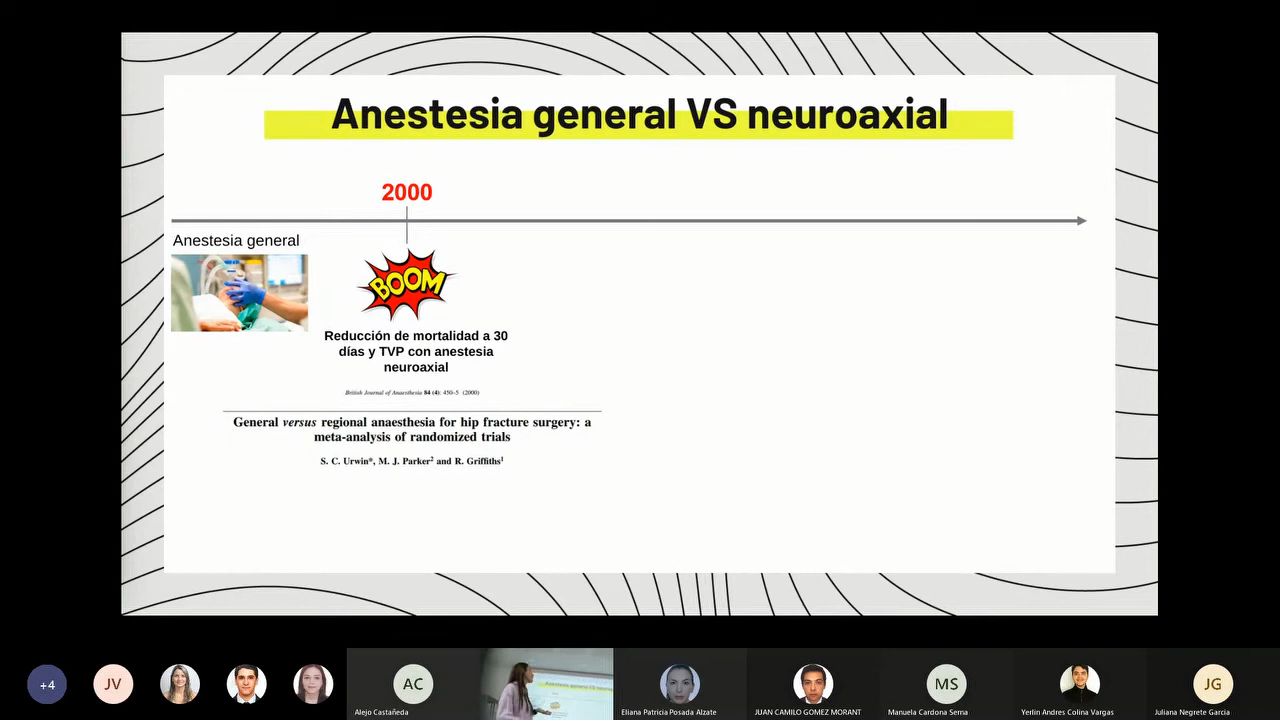 Anestesia general VS neuroaxial
2000
Anestesia general
BOOM
Reducción de mortalidad a 30
días y TVP con anestesia
neuroaxial
British Journal of Anaesthesia 84 (4): 450–5 (2000)
General versus regional anaesthesia for hip fracture surgery: a
meta-analysis of randomized trials
S. C. Urwin*, M. J. Parker2 and R. Griffiths1
+4
JV
AC
MS
JG
Alejo Castañeda
Eliana Patricia Posada Alzate
JUAN CAMILO GOMEZ MORANT
Manuela Cardona Serna
Yerlin Andres Colina Vargas
Juliana Negrete Garcia